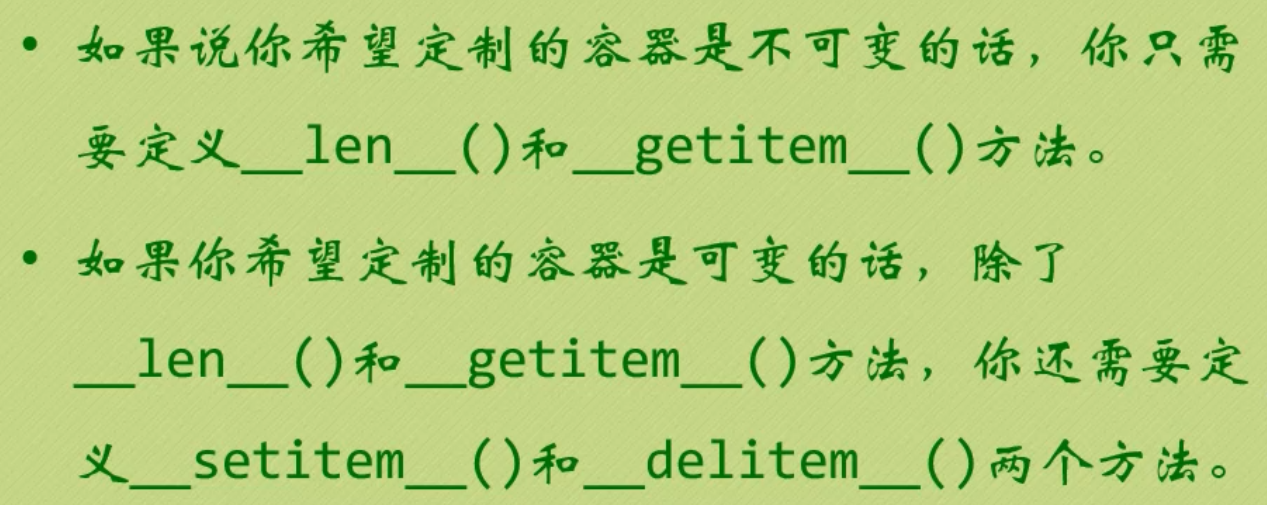 • 如果说你希望定制的容器是不可变的话，你只需
要定义__len__()和__getitem__()方法。
• 如果你希望定制的容器是可变的话，除了
__len__()和__getitem__()方法，你还需要定
义__setitem__()和__delitem__()两个方法。